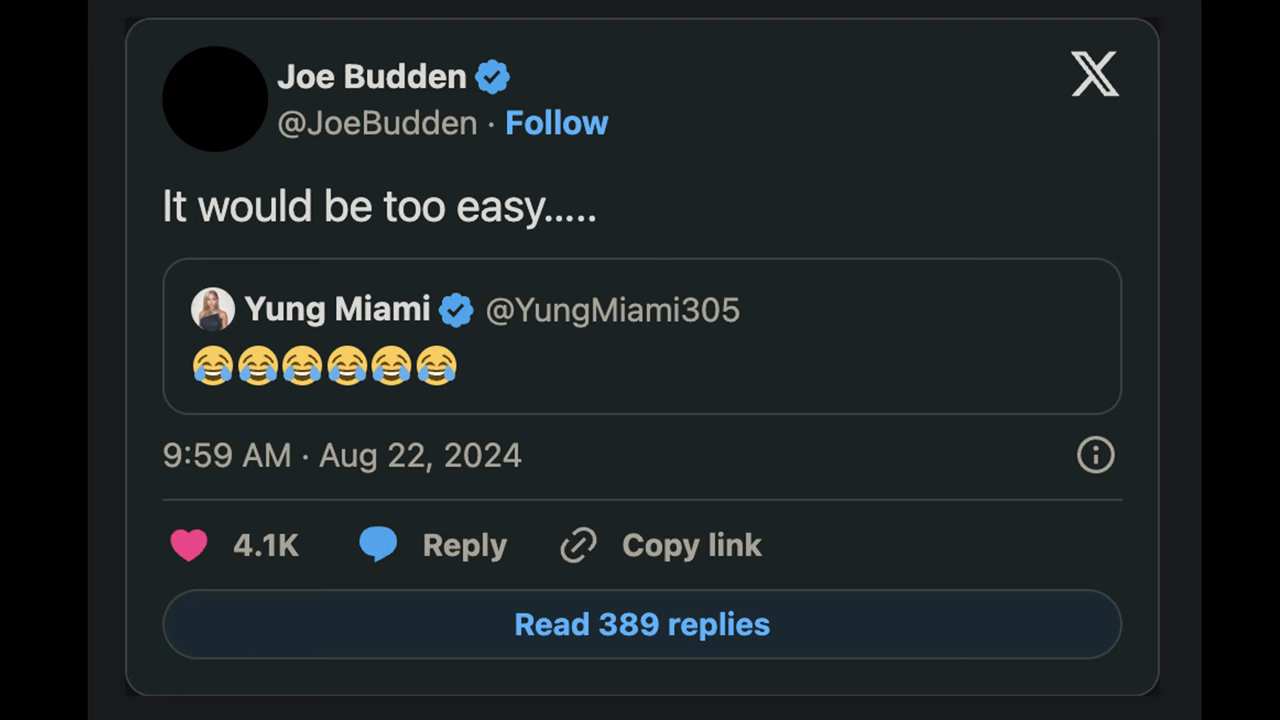 Joe Budden
@JoeBudden · Follow
It would be too easy.....
Yung Miami @YungMiami305
😂😂😂😂😂😂
9:59 AM · Aug 22, 2024
4.1K Reply Copy link
Read 389 replies